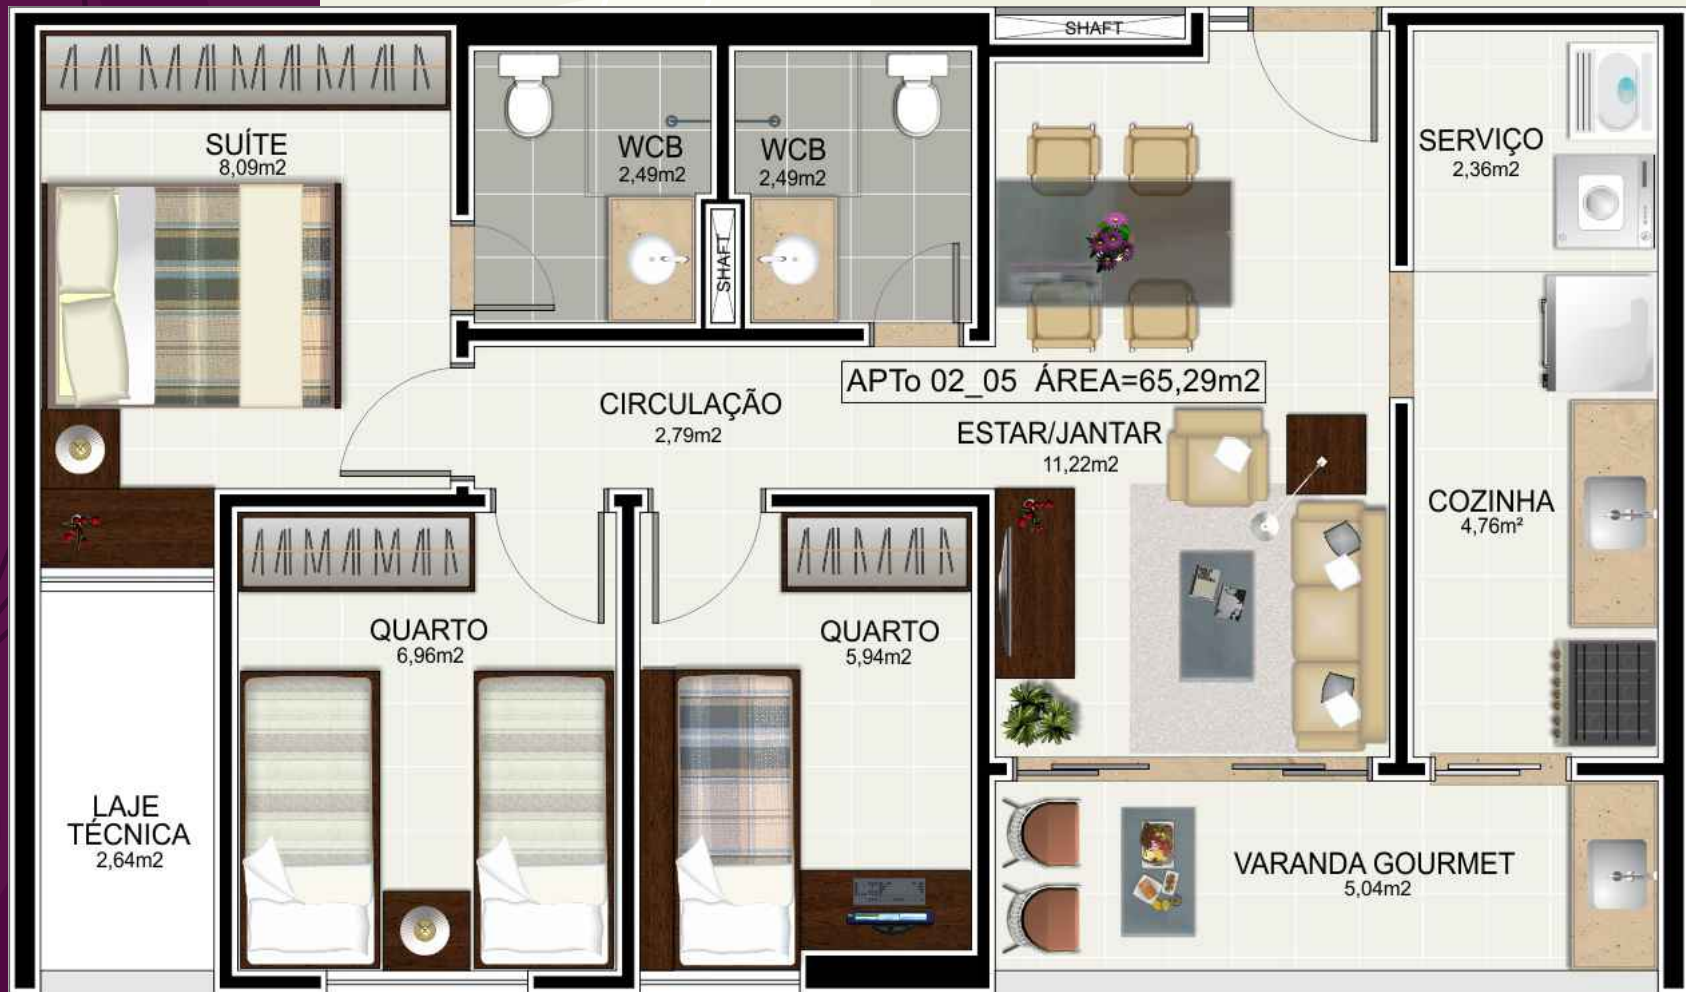 SHAFT
SUÍTE
8,09m2
WCB
2,49m2
WCB
2,49m2
SERVIÇO
2,36m2
SHAFT
APTo 02_05 ÁREA=65,29m2
CIRCULAÇÃO
2,79m2
ESTAR/JANTAR
11,22m2
COZINHA
4,76m²
QUARTO
6,96m2
QUARTO
5,94m2
LAJE
TÉCNICA
2,64m2
VARANDA GOURMET
5,04m2